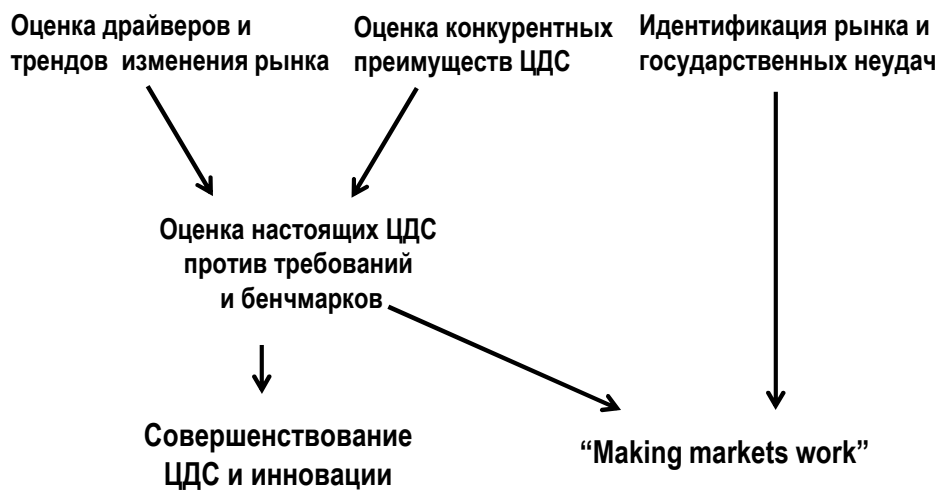 Оценка драйверов и
трендов изменения рынка
Оценка конкурентных
преимуществ ЦДС
Идентификация рынка и
государственных неудач
Оценка настоящих ЦДС
против требований
и бенчмарков
Совершенствование
ЦДС и инновации
“Making markets work”